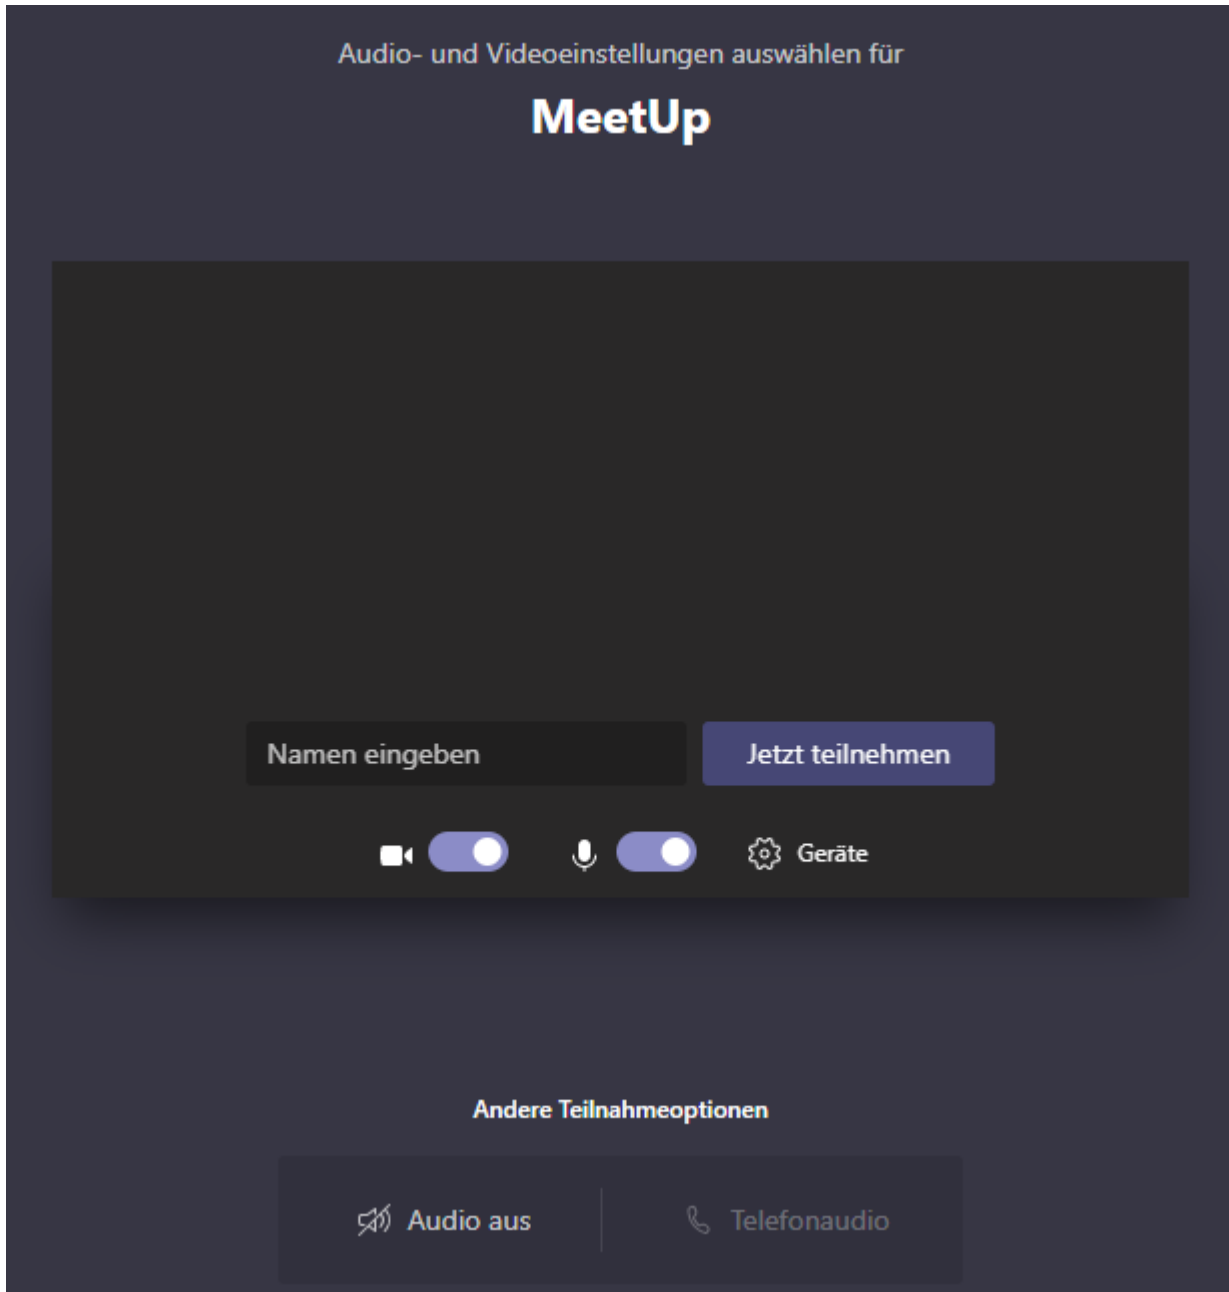 Audio- und Videoeinstellungen auswählen für
MeetUp
Namen eingeben
Jetzt teilnehmen
Geräte
Andere Teilnahmeoptionen
Audio aus
Telefonaudio